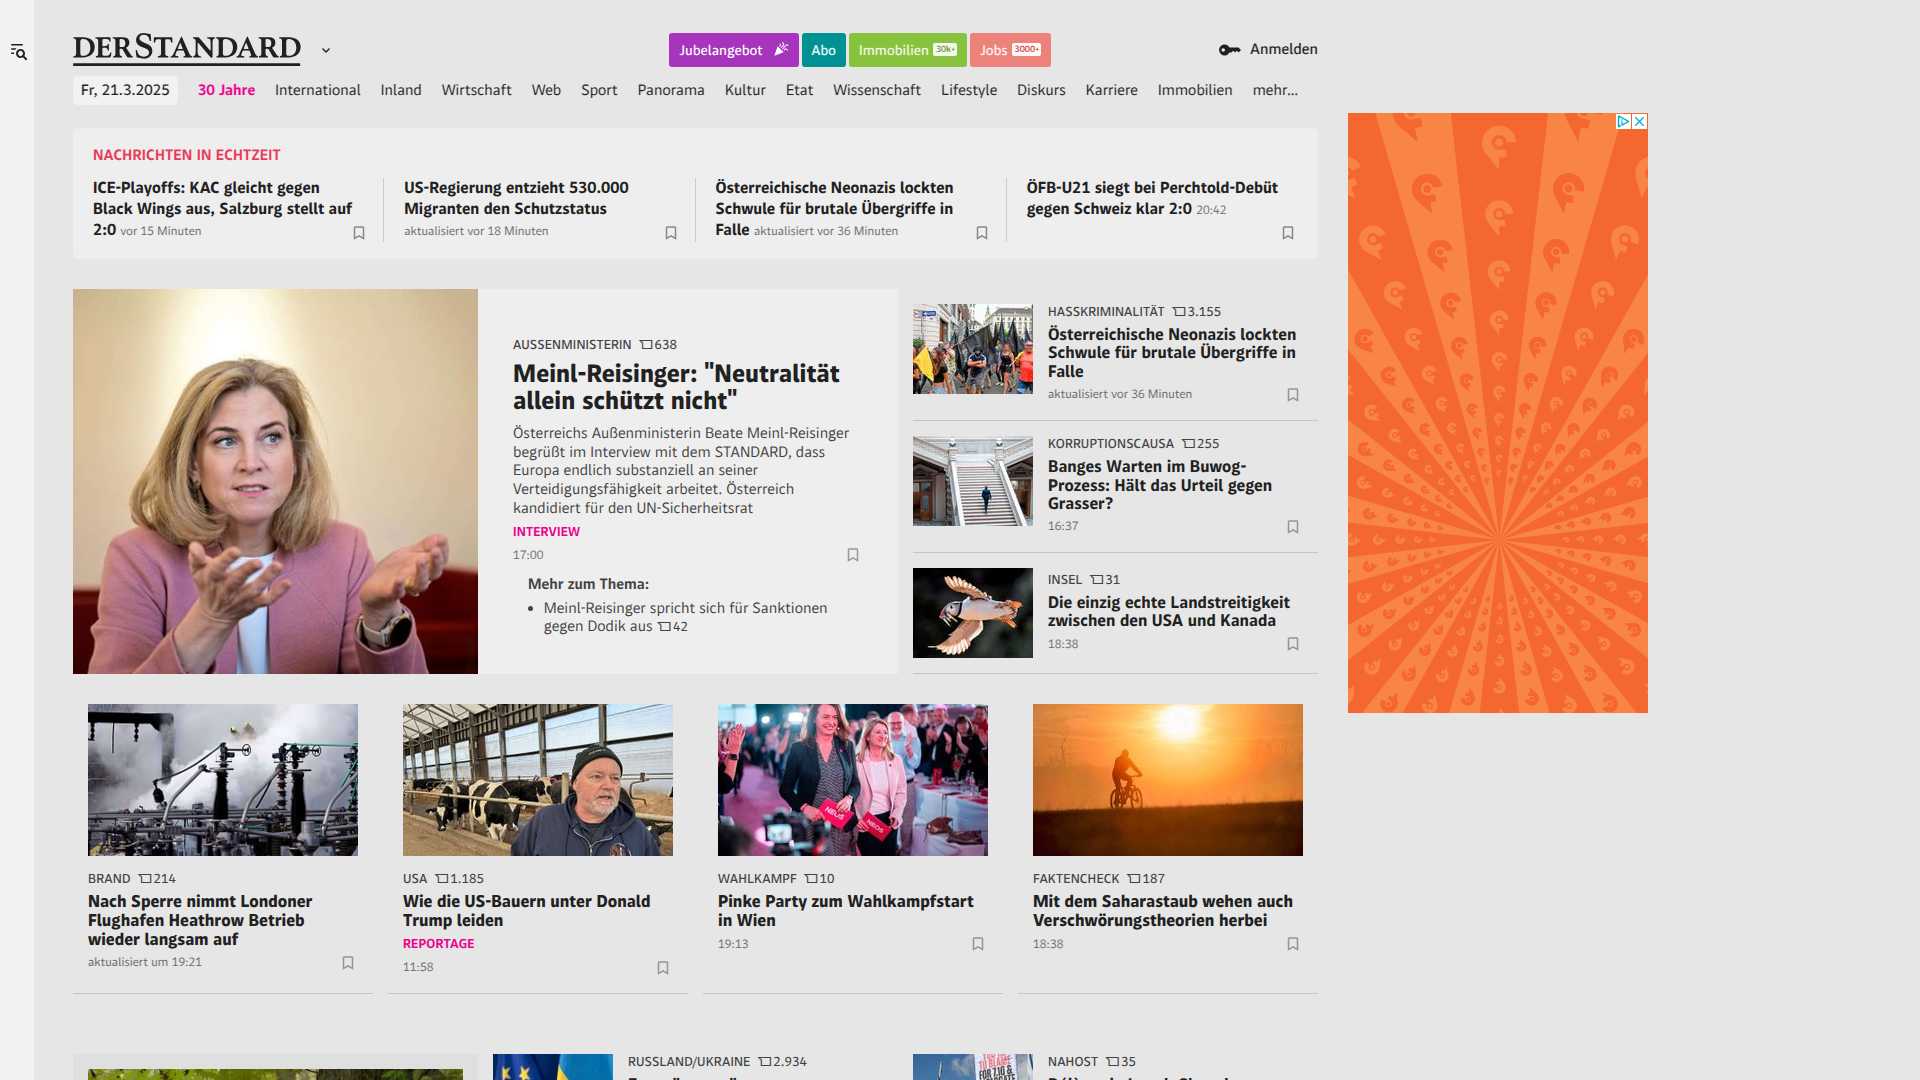 DERSTANDARD
Jubelangebot
Abo
Immobilien 30k+
Jobs 3000+
Anmelden
Fr, 21.3.2025
30 Jahre
International
Inland
Wirtschaft
Web
Sport
Panorama
Kultur
Etat
Wissenschaft
Lifestyle
Diskurs
Karriere
Immobilien
mehr...
NACHRICHTEN IN ECHTZEIT
ICE-Playoffs: KAC gleicht gegen
Black Wings aus, Salzburg stellt auf
2:0 vor 15 Minuten
US-Regierung entzieht 530.000
Migranten den Schutzstatus
aktualisiert vor 18 Minuten
Österreichische Neonazis lockten
Schwule für brutale Übergriffe in
Falle aktualisiert vor 36 Minuten
ÖFB-U21 siegt bei Perchtold-Debüt
gegen Schweiz klar 2:0 20:42
AUSSENMINISTERIN 638
Meinl-Reisinger: "Neutralität
allein schützt nicht"
Österreichs Außenministerin Beate Meinl-Reisinger
begrüßt im Interview mit dem STANDARD, dass
Europa endlich substanziell an seiner
Verteidigungsfähigkeit arbeitet. Österreich
kandidiert für den UN-Sicherheitsrat
INTERVIEW
17:00
Mehr zum Thema:
• Meinl-Reisinger spricht sich für Sanktionen
gegen Dodik aus 42
HASSKRIMINALITÄT 3.155
Österreichische Neonazis lockten
Schwule für brutale Übergriffe in
Falle
aktualisiert vor 36 Minuten
KORRUPTIONSCAUSA 255
Banges Warten im Buwog-
Prozess: Hält das Urteil gegen
Grasser?
16:37
INSEL 31
Die einzig echte Landstreitigkeit
zwischen den USA und Kanada
18:38
BRAND 214
Nach Sperre nimmt Londoner
Flughafen Heathrow Betrieb
wieder langsam auf
aktualisiert um 19:21
USA 1.185
Wie die US-Bauern unter Donald
Trump leiden
REPORTAGE
11:58
NEOS
NEOS
WAHLKAMPF 10
Pinke Party zum Wahlkampfstart
in Wien
19:13
FAKTENCHECK 187
Mit dem Saharastaub wehen auch
Verschwörungstheorien herbei
18:38
RUSSLAND/UKRAINE 2.934
NAHOST 35